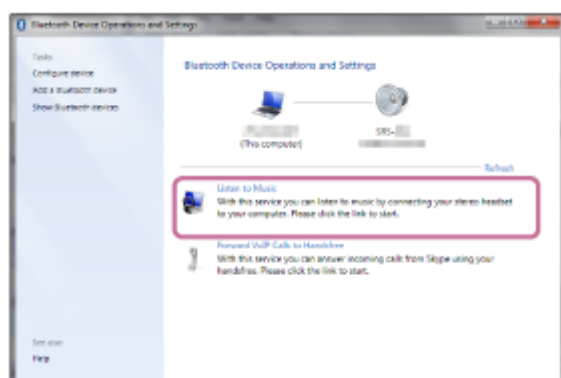 Bluetooth Device Operations and Settings
Tasks
Configure device
Add a Bluetooth device
Show Bluetooth devices
Bluetooth Device Operations and Settings
(This computer)
SRS-
Refresh
Listen to Music
With this service you can listen to music by connecting your stereo headset
to your computer. Please click the link to start.
Forward VoIP Calls to Handsfree
With this service you can answer incoming calls from Skype using your
handsfree. Please click the link to start.
See also
Help